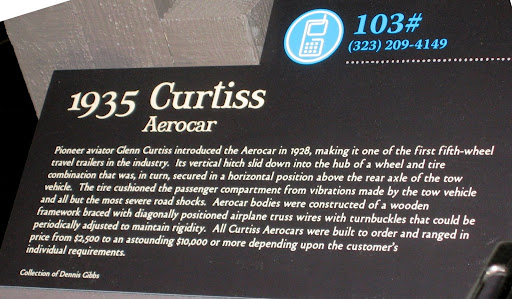 103#
(323) 209-4149
1935 Curtiss
Aerocar
Pioneer aviator Glenn Curtiss introduced the Aerocar in 1928, making it one of the first fifth-wheel
travel trailers in the industry. Its vertical hitch slid down into the hub of a wheel and tire
combination that was, in turn, secured in a horizontal position above the rear axle of the tow
vehicle. The tire cushioned the passenger compartment from vibrations made by the tow vehicle
and all but the most severe road shocks. Aerocar bodies were constructed of a wooden
framework braced with diagonally positioned airplane truss wires with turnbuckles that could be
periodically adjusted to maintain rigidity. All Curtiss Aerocars were built to order and ranged in
price from $2,500 to an astounding $10,000 or more depending upon the customer's
individual requirements.
Collection of Dennis Gibbs